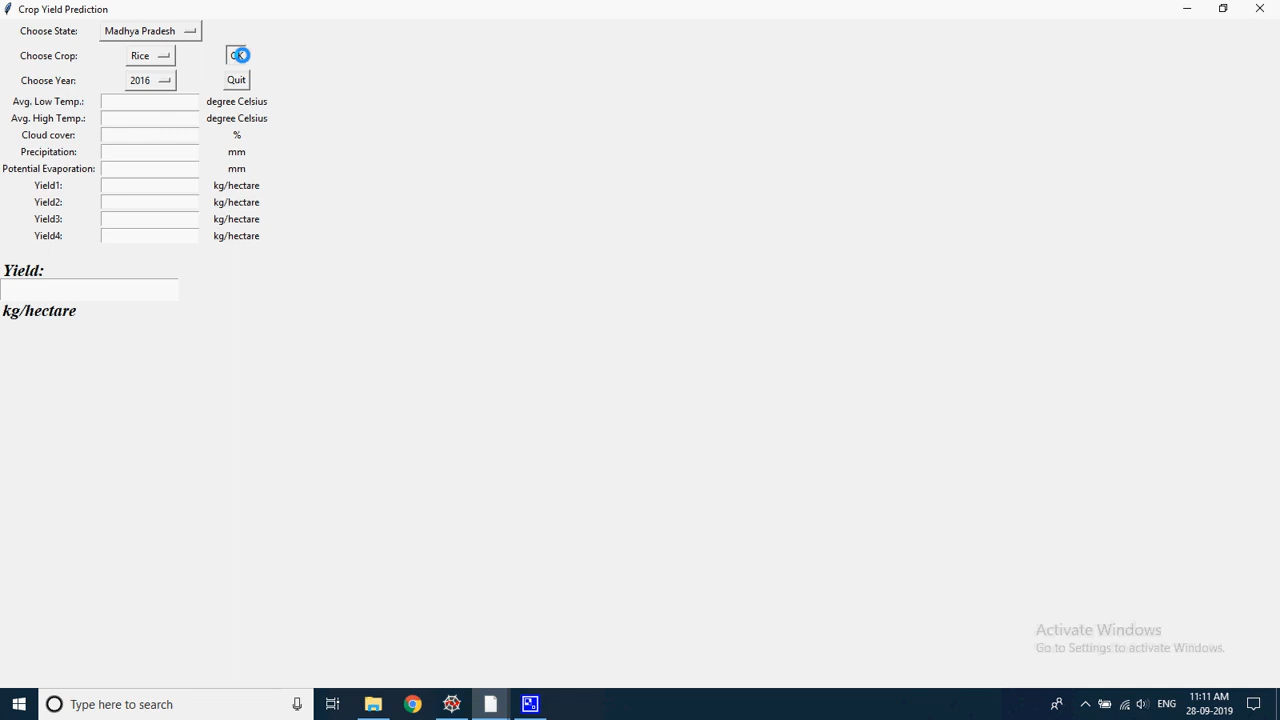 Crop Yield Prediction
Choose State: Madhya Pradesh
Choose Crop: Rice
Choose Year: 2016 Quit
Avg. Low Temp.: degree Celsius
Avg. High Temp.: degree Celsius
Cloud cover: %
Precipitation: mm
Potential Evaporation: mm
Yield1: kg/hectare
Yield2: kg/hectare
Yield3: kg/hectare
Yield4: kg/hectare
Yield:
kg/hectare
Activate Windows
Go to Settings to activate Windows.
Type here to search
ENG
11:11 AM
28-09-2019